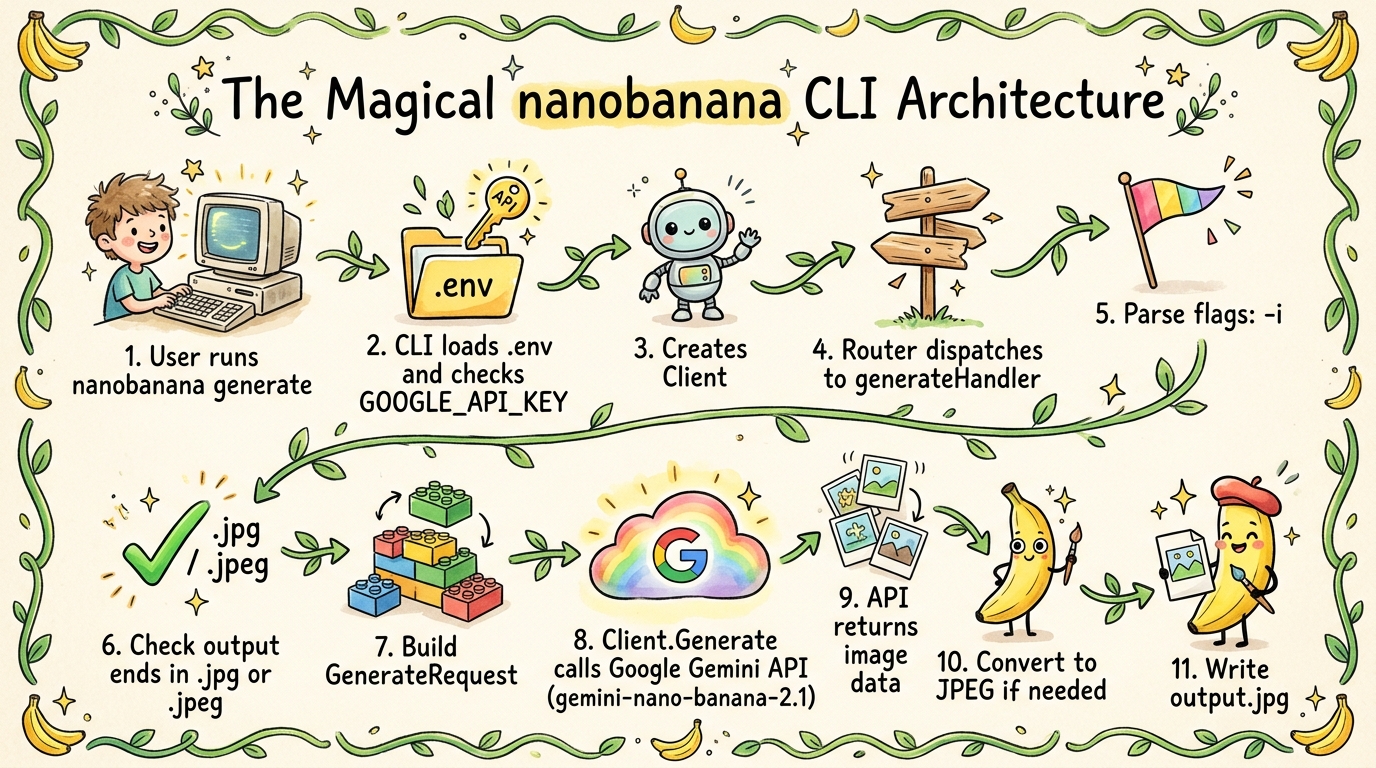 The Magical nanobanana CLI Architecture
API
.env
1. User runs
nanobanana generate
2. CLI loads .env
and checks
GOOGLE_API_KEY
3. Creates
Client
4. Router dispatches
to generateHandler
5. Parse flags: -i
.jpg
/ .jpeg
6. Check output
ends in .jpg or
.jpeg
7. Build
GenerateRequest
G
8. Client.Generate
calls Google Gemini API
(gemini-nano-banana-2.1)
9. API
returns
image
data
10. Convert to
JPEG if needed
11. Write
output.jpg